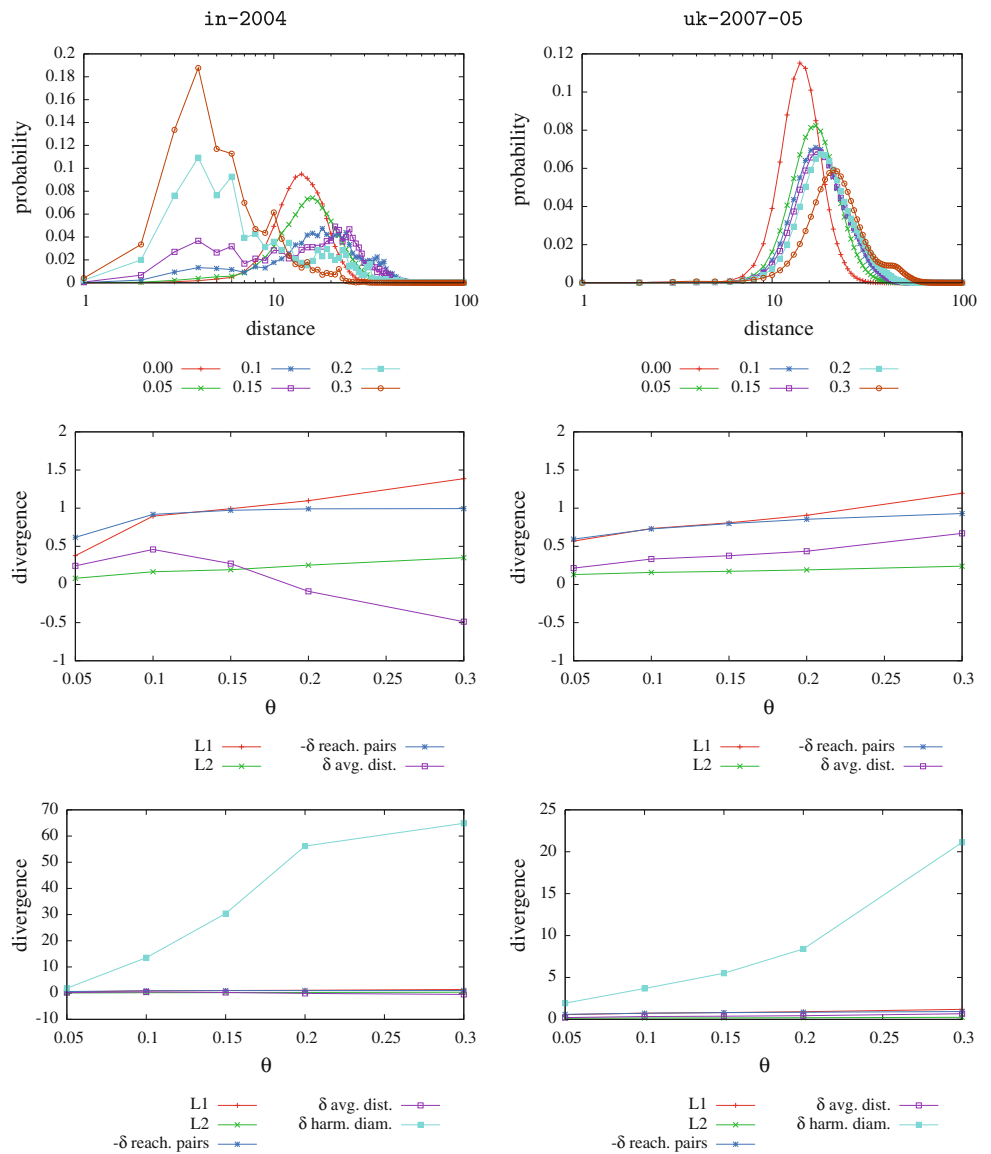 in-2004
uk-2007-05
0.2
0.18
0.16
0.14
0.12
0.1
0.08
0.06
0.04
0.02
0
probability
1
10
100
distance
0.12
0.1
0.08
0.06
0.04
0.02
0
probability
1
10
100
distance
0.00
0.1
0.2
0.05
0.15
0.3
0.00
0.1
0.2
0.05
0.15
0.3
2
1.5
1
0.5
0
-0.5
-1
divergence
0.05
0.1
0.15
0.2
0.25
0.3
θ
2
1.5
1
0.5
0
-0.5
-1
divergence
0.05
0.1
0.15
0.2
0.25
0.3
θ
L1
-δ reach. pairs
L2
δ avg. dist.
L1
-δ reach. pairs
L2
δ avg. dist.
70
60
50
40
30
20
10
0
-10
divergence
0.05
0.1
0.15
0.2
0.25
0.3
θ
25
20
15
10
5
0
divergence
0.05
0.1
0.15
0.2
0.25
0.3
θ
L1
δ avg. dist.
L2
δ harm. diam.
-δ reach. pairs
L1
δ avg. dist.
L2
δ harm. diam.
-δ reach. pairs